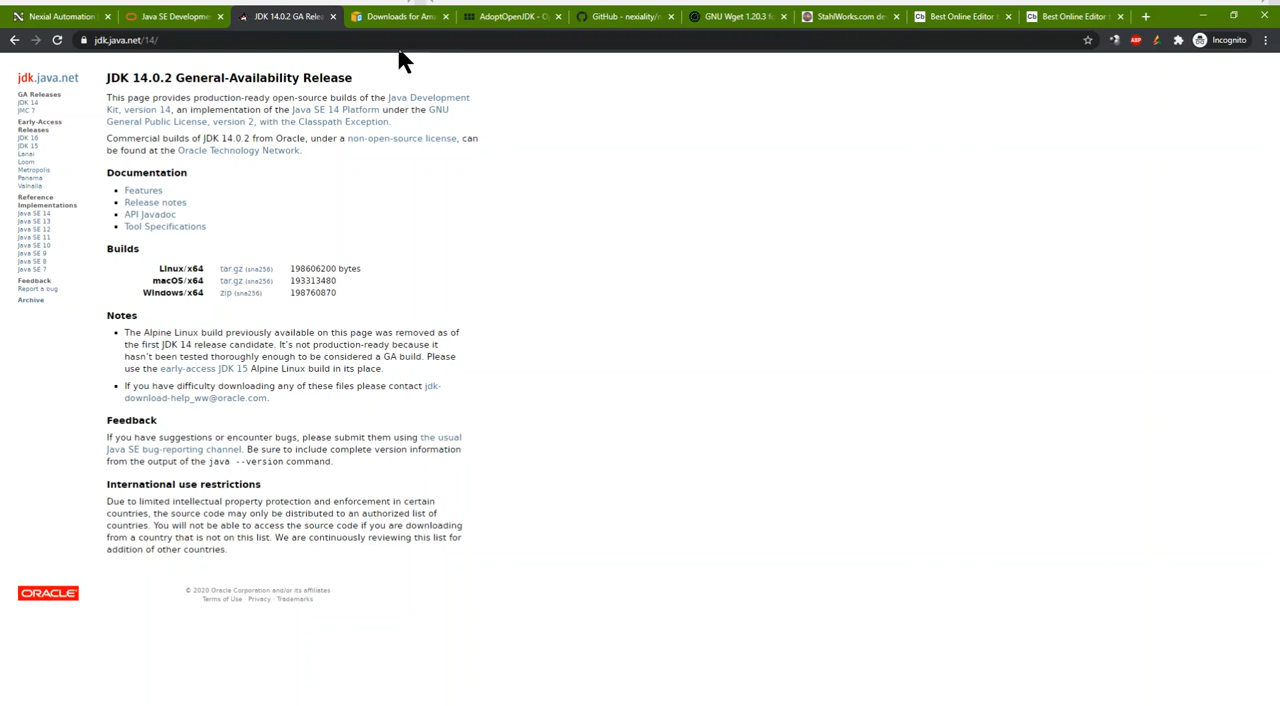 Nexial Automation
Java SE Developme
JDK 14.0.2 GA Relea
Downloads for Ama
AdoptOpenJDK - O
GitHub - nexiality/n
GNU Wget 1.20.3 fo
StahlWorks.com de
Best Online Editor t
Best Online Editor t
jdk.java.net/14/
ABP
Incognito
jdk.java.net
GA Releases
JDK 14
JMC 7
Early-Access
Releases
JDK 16
JDK 15
Lanai
Loom
Metropolis
Panama
Valhalla
Reference
Implementations
Java SE 14
Java SE 13
Java SE 12
Java SE 11
Java SE 10
Java SE 9
Java SE 8
Java SE 7
Feedback
Report a bug
Archive
JDK 14.0.2 General-Availability Release
This page provides production-ready open-source builds of the Java Development
Kit, version 14, an implementation of the Java SE 14 Platform under the GNU
General Public License, version 2, with the Classpath Exception.
Commercial builds of JDK 14.0.2 from Oracle, under a non-open-source license, can
be found at the Oracle Technology Network.
Documentation
Features
Release notes
API Javadoc
Tool Specifications
Builds
Linux/x64 tar.gz (sha256) 198606200 bytes
macOS/x64 tar.gz (sha256) 193313480
Windows/x64 zip (sha256) 198760870
Notes
The Alpine Linux build previously available on this page was removed as of
the first JDK 14 release candidate. It's not production-ready because it
hasn't been tested thoroughly enough to be considered a GA build. Please
use the early-access JDK 15 Alpine Linux build in its place.
If you have difficulty downloading any of these files please contact jdk-
download-help_ww@oracle.com.
Feedback
If you have suggestions or encounter bugs, please submit them using the usual
Java SE bug-reporting channel. Be sure to include complete version information
from the output of the java --version command.
International use restrictions
Due to limited intellectual property protection and enforcement in certain
countries, the source code may only be distributed to an authorized list of
countries. You will not be able to access the source code if you are downloading
from a country that is not on this list. We are continuously reviewing this list for
addition of other countries.
ORACLE
© 2020 Oracle Corporation and/or its affiliates
Terms of Use · Privacy · Trademarks